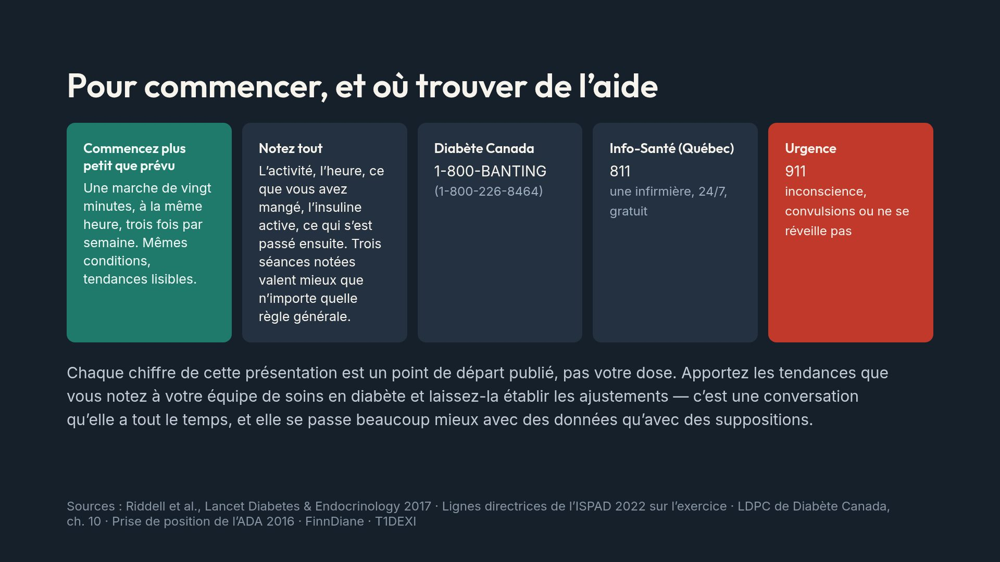 Pour commencer, et où trouver de l’aide
Commencez plus
petit que prévu
Une marche de vingt
minutes, à la même
heure, trois fois par
semaine. Mêmes
conditions,
tendances lisibles.
Notez tout
L’activité, l’heure, ce
que vous avez
mangé, l’insuline
active, ce qui s’est
passé ensuite. Trois
séances notées
valent mieux que
n’importe quelle
règle générale.
Diabète Canada
1-800-BANTING
(1-800-226-8464)
Info-Santé (Québec)
811
une infirmière, 24/7,
gratuit
Urgence
911
inconscience,
convulsions ou ne se
réveille pas
Chaque chiffre de cette présentation est un point de départ publié, pas votre dose. Apportez les tendances que
vous notez à votre équipe de soins en diabète et laissez-la établir les ajustements — c’est une conversation
qu’elle a tout le temps, et elle se passe beaucoup mieux avec des données qu’avec des suppositions.
Sources : Riddell et al., Lancet Diabetes & Endocrinology 2017 · Lignes directrices de l’ISPAD 2022 sur l’exercice · LDPC de Diabète Canada,
ch. 10 · Prise de position de l’ADA 2016 · FinnDiane · T1DEXI